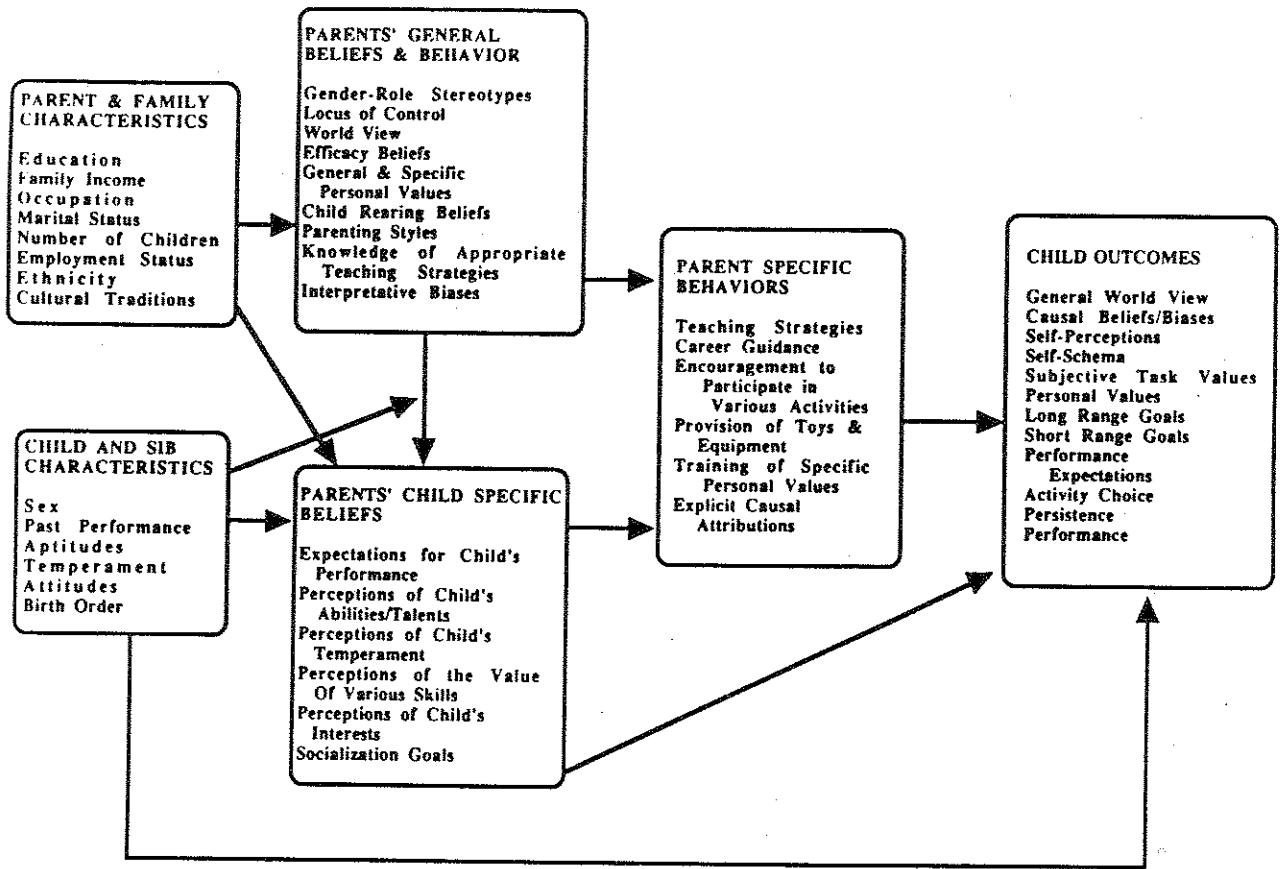 PARENT & FAMILY
CHARACTERISTICS
Education
Family Income
Occupation
Marital Status
Number of Children
Employment Status
Ethnicity
Cultural Traditions
PARENTS' GENERAL
BELIEFS & BEHAVIOR
Gender-Role Stereotypes
Locus of Control
World View
Efficacy Beliefs
General & Specific
Personal Values
Child Rearing Beliefs
Parenting Styles
Knowledge of Appropriate
Teaching Strategies
Interpretative Biases
CHILD AND SIB
CHARACTERISTICS
Sex
Past Performance
Aptitudes
Temperament
Attitudes
Birth Order
PARENTS' CHILD SPECIFIC
BELIEFS
Expectations for Child's
Performance
Perceptions of Child's
Abilities/Talents
Perceptions of Child's
Temperament
Perceptions of the Value
Of Various Skills
Perceptions of Child's
Interests
Socialization Goals
PARENT SPECIFIC
BEHAVIORS
Teaching Strategies
Career Guidance
Encouragement to
Participate in
Various Activities
Provision of Toys &
Equipment
Training of Specific
Personal Values
Explicit Causal
Attributions
CHILD OUTCOMES
General World View
Causal Beliefs/Biases
Self-Perceptions
Self-Schema
Subjective Task Values
Personal Values
Long Range Goals
Short Range Goals
Performance
Expectations
Activity Choice
Persistence
Performance